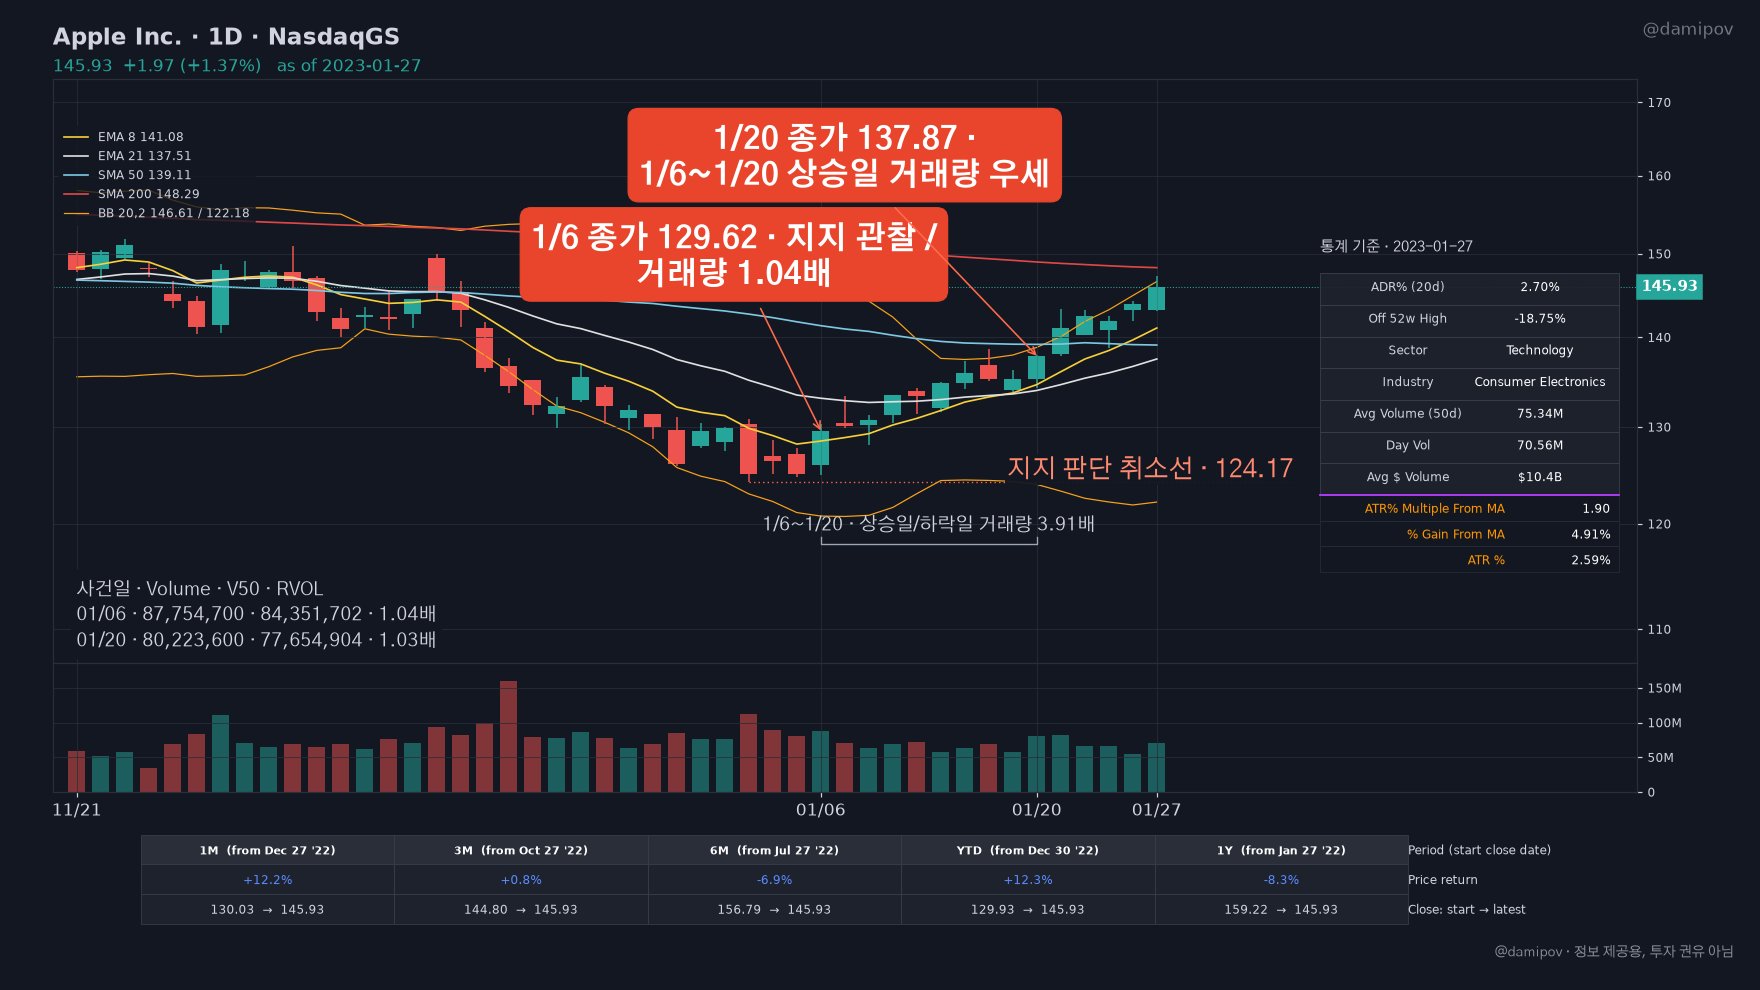 Apple Inc. · 1D · NasdaqGS
@damipov
145.93 +1.97 (+1.37%) as of 2023-01-27
EMA 8 141.08
EMA 21 137.51
SMA 50 139.11
SMA 200 148.29
BB 20,2 146.61 / 122.18
1/20 종가 137.87 ·
1/6~1/20 상승일 거래량 우세
1/6 종가 129.62 · 지지 관찰 /
거래량 1.04배
170
160
150
145.93
140
130
120
110
통계 기준 · 2023-01-27
ADR% (20d) 2.70%
Off 52w High -18.75%
Sector Technology
Industry Consumer Electronics
Avg Volume (50d) 75.34M
Day Vol 70.56M
Avg $ Volume $10.4B
ATR% Multiple From MA 1.90
% Gain From MA 4.91%
ATR % 2.59%
지지 판단 취소선 · 124.17
1/6~1/20 · 상승일/하락일 거래량 3.91배
사건일 · Volume · V50 · RVOL
01/06 · 87,754,700 · 84,351,702 · 1.04배
01/20 · 80,223,600 · 77,654,904 · 1.03배
150M
100M
50M
0
11/21 01/06 01/20 01/27
1M (from Dec 27 '22) 3M (from Oct 27 '22) 6M (from Jul 27 '22) YTD (from Dec 30 '22) 1Y (from Jan 27 '22) Period (start close date)
+12.2% +0.8% -6.9% +12.3% -8.3% Price return
130.03 → 145.93 144.80 → 145.93 156.79 → 145.93 129.93 → 145.93 159.22 → 145.93 Close: start → latest
@damipov · 정보 제공용, 투자 권유 아님